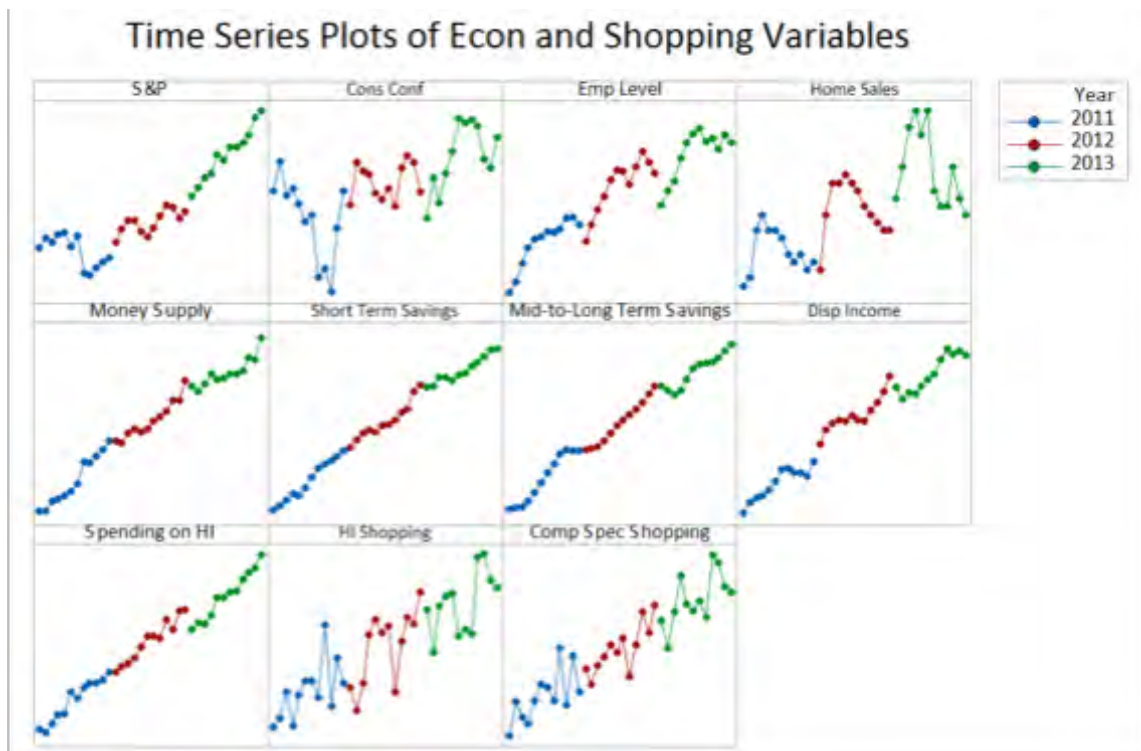 Time Series Plots of Econ and Shopping Variables
S&P Cons Conf Emp Level Home Sales
Year
2011
2012
2013
Money Supply Short Term Savings Mid-to-Long Term Savings Disp Income
Spending on HI HI Shopping Comp Spec Shopping